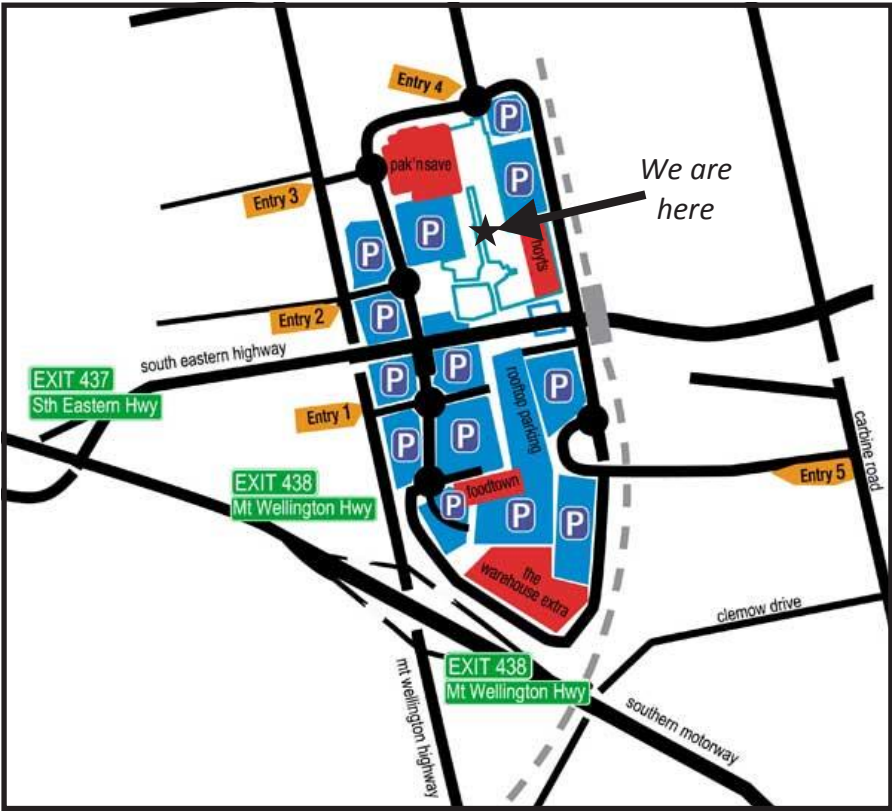 Entry 4
P
pak'nsave
P
We are
here
Entry 3
P
P
hoyts
Entry 2
P
south eastern highway
EXIT 437
Sth Eastern Hwy
P
P
rooftop parking
P
Entry 1
P
P
carbine road
Entry 5
EXIT 438
Mt Wellington Hwy
foodtown
P
P
P
the
warehouse extra
clemow drive
EXIT 438
Mt Wellington Hwy
mt wellington highway
southern motorway